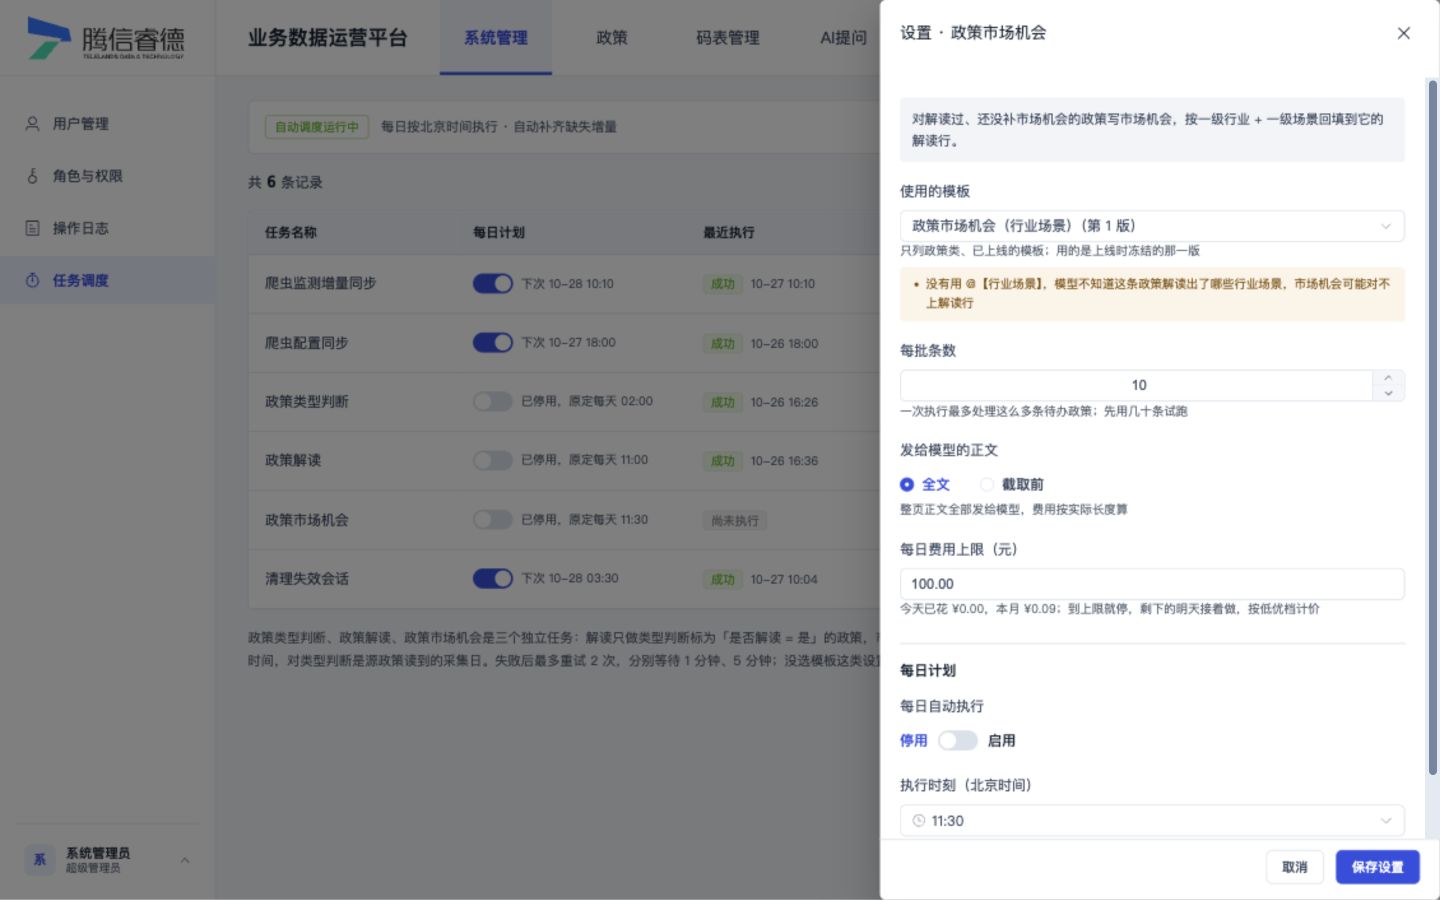 腾信睿德
业务数据运营平台
系统管理
政策
码表管理
AI提问
用户管理
角色与权限
操作日志
任务调度
自动调度运行中
每日按北京时间执行 · 自动补齐缺失增量
共 6 条记录
任务名称 每日计划 最近执行
爬虫监测增量同步 下次 10-28 10:10 成功 10-27 10:10
爬虫配置同步 下次 10-27 18:00 成功 10-26 18:00
政策类型判断 已停用，原定每天 02:00 成功 10-26 16:26
政策解读 已停用，原定每天 11:00 成功 10-26 16:36
政策市场机会 已停用，原定每天 11:30 尚未执行
清理失效会话 下次 10-28 03:30 成功 10-27 10:04
政策类型判断、政策解读、政策市场机会是三个独立任务：解读只做类型判断标为「是否解读 = 是」的政策，
时间，对类型判断是源政策读到的采集日。失败后最多重试 2 次，分别等待 1 分钟、5 分钟；没选模板这类设
系
系统管理员
超级管理员
设置 · 政策市场机会
对解读过、还没补市场机会的政策写市场机会，按一级行业 + 一级场景回填到它的
解读行。
使用的模板
政策市场机会（行业场景）（第 1 版）
只列政策类、已上线的模板；用的是上线时冻结的那一版
• 没有用 @【行业场景】，模型不知道这条政策解读出了哪些行业场景，市场机会可能对不
上解读行
每批条数
10
一次执行最多处理这么多条待办政策；先用几十条试跑
发给模型的正文
全文 截取前
整页正文全部发给模型，费用按实际长度算
每日费用上限（元）
100.00
今天已花 ¥0.00，本月 ¥0.09；到上限就停，剩下的明天接着做，按低优档计价
每日计划
每日自动执行
停用 启用
执行时刻（北京时间）
11:30
取消 保存设置